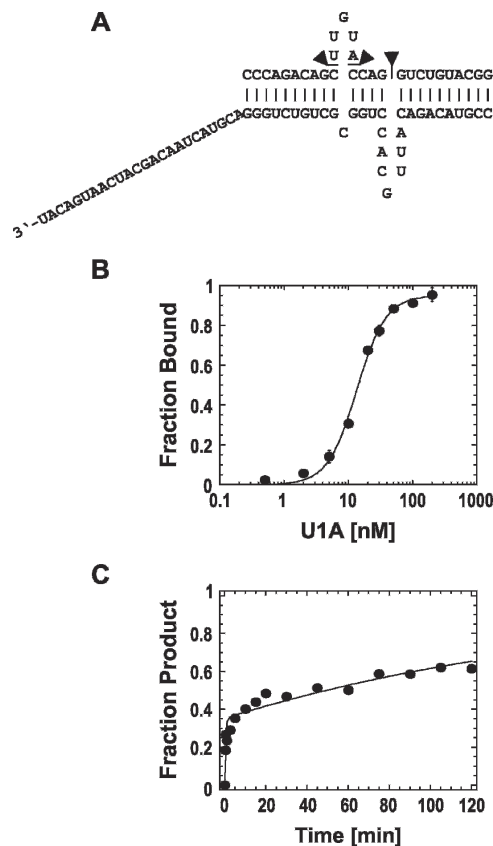 A
G
U U
U A
U A
CCCAGACAGC CCAG GUCUGUACGG
GGGUCUGUCG GGUC CAGACAUGCC
C C A
A U
C U
G
3`-UACAGUAACUACGACAAUCAUGCA
B
Fraction Bound
1
0.8
0.6
0.4
0.2
0
0.1 1 10 100 1000
U1A [nM]
C
Fraction Product
1
0.8
0.6
0.4
0.2
0
0 20 40 60 80 100 120
Time [min]